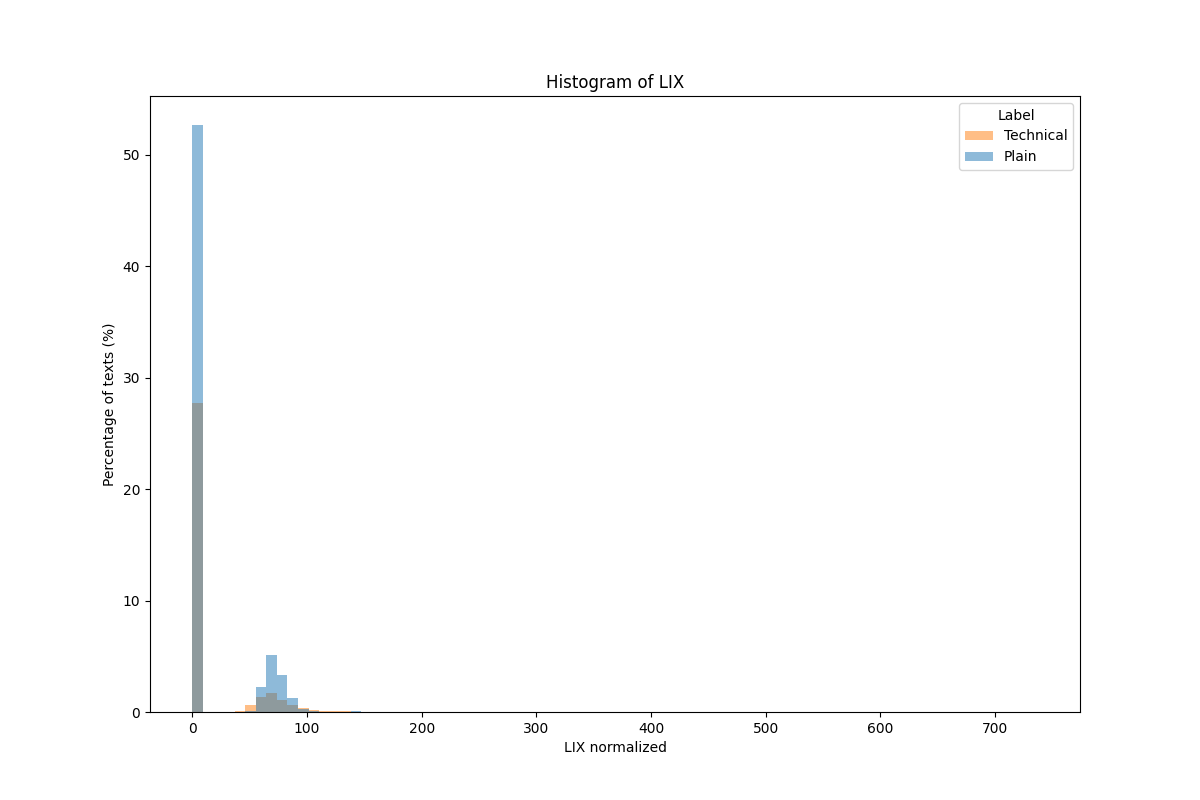 Histogram of LIX
Label
Technical
Plain
Percentage of texts (%)
50
40
30
20
10
0
0 100 200 300 400 500 600 700
LIX normalized